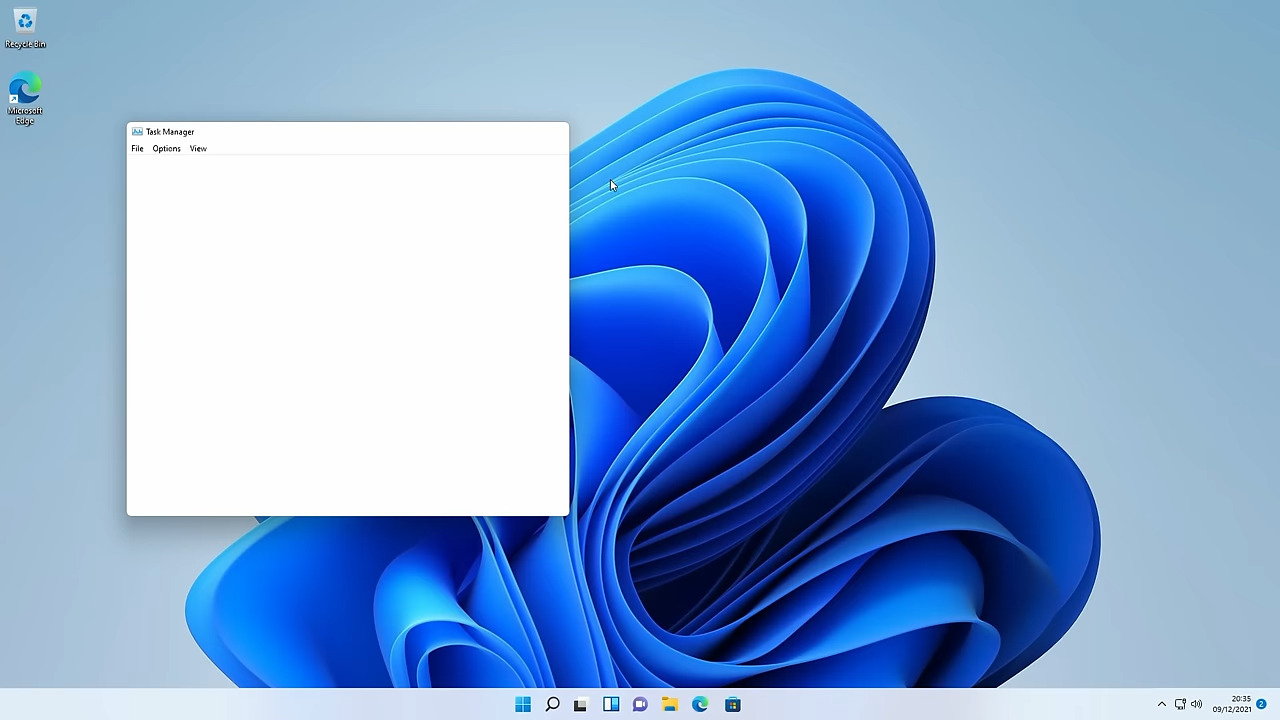 Recycle Bin
Microsoft
Edge
Task Manager
File Options View
20:35
09/12/2021
2